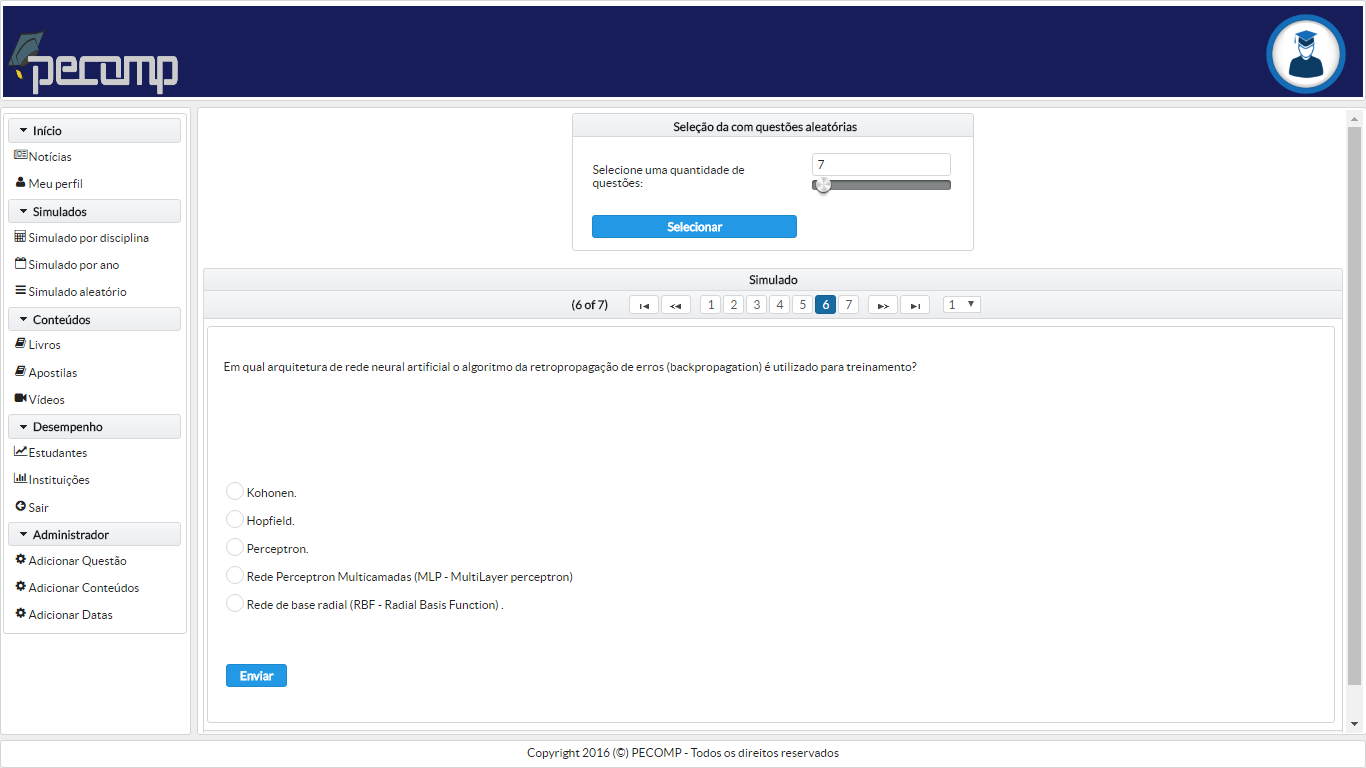 pecomp
Início
Notícias
Meu perfil
Simulados
Simulado por disciplina
Simulado por ano
Simulado aleatório
Conteúdos
Livros
Apostilas
Vídeos
Desempenho
Estudantes
Instituições
Sair
Administrador
Adicionar Questão
Adicionar Conteúdos
Adicionar Datas
Seleção da com questões aleatórias
Selecione uma quantidade de
questões:
7
Selecionar
Simulado
(6 of 7) 1 2 3 4 5 6 7 1
Em qual arquitetura de rede neural artificial o algoritmo da retropropagação de erros (backpropagation) é utilizado para treinamento?
Kohonen.
Hopfield.
Perceptron.
Rede Perceptron Multicamadas (MLP - MultiLayer perceptron)
Rede de base radial (RBF - Radial Basis Function) .
Enviar
Copyright 2016 (©) PECOMP - Todos os direitos reservados